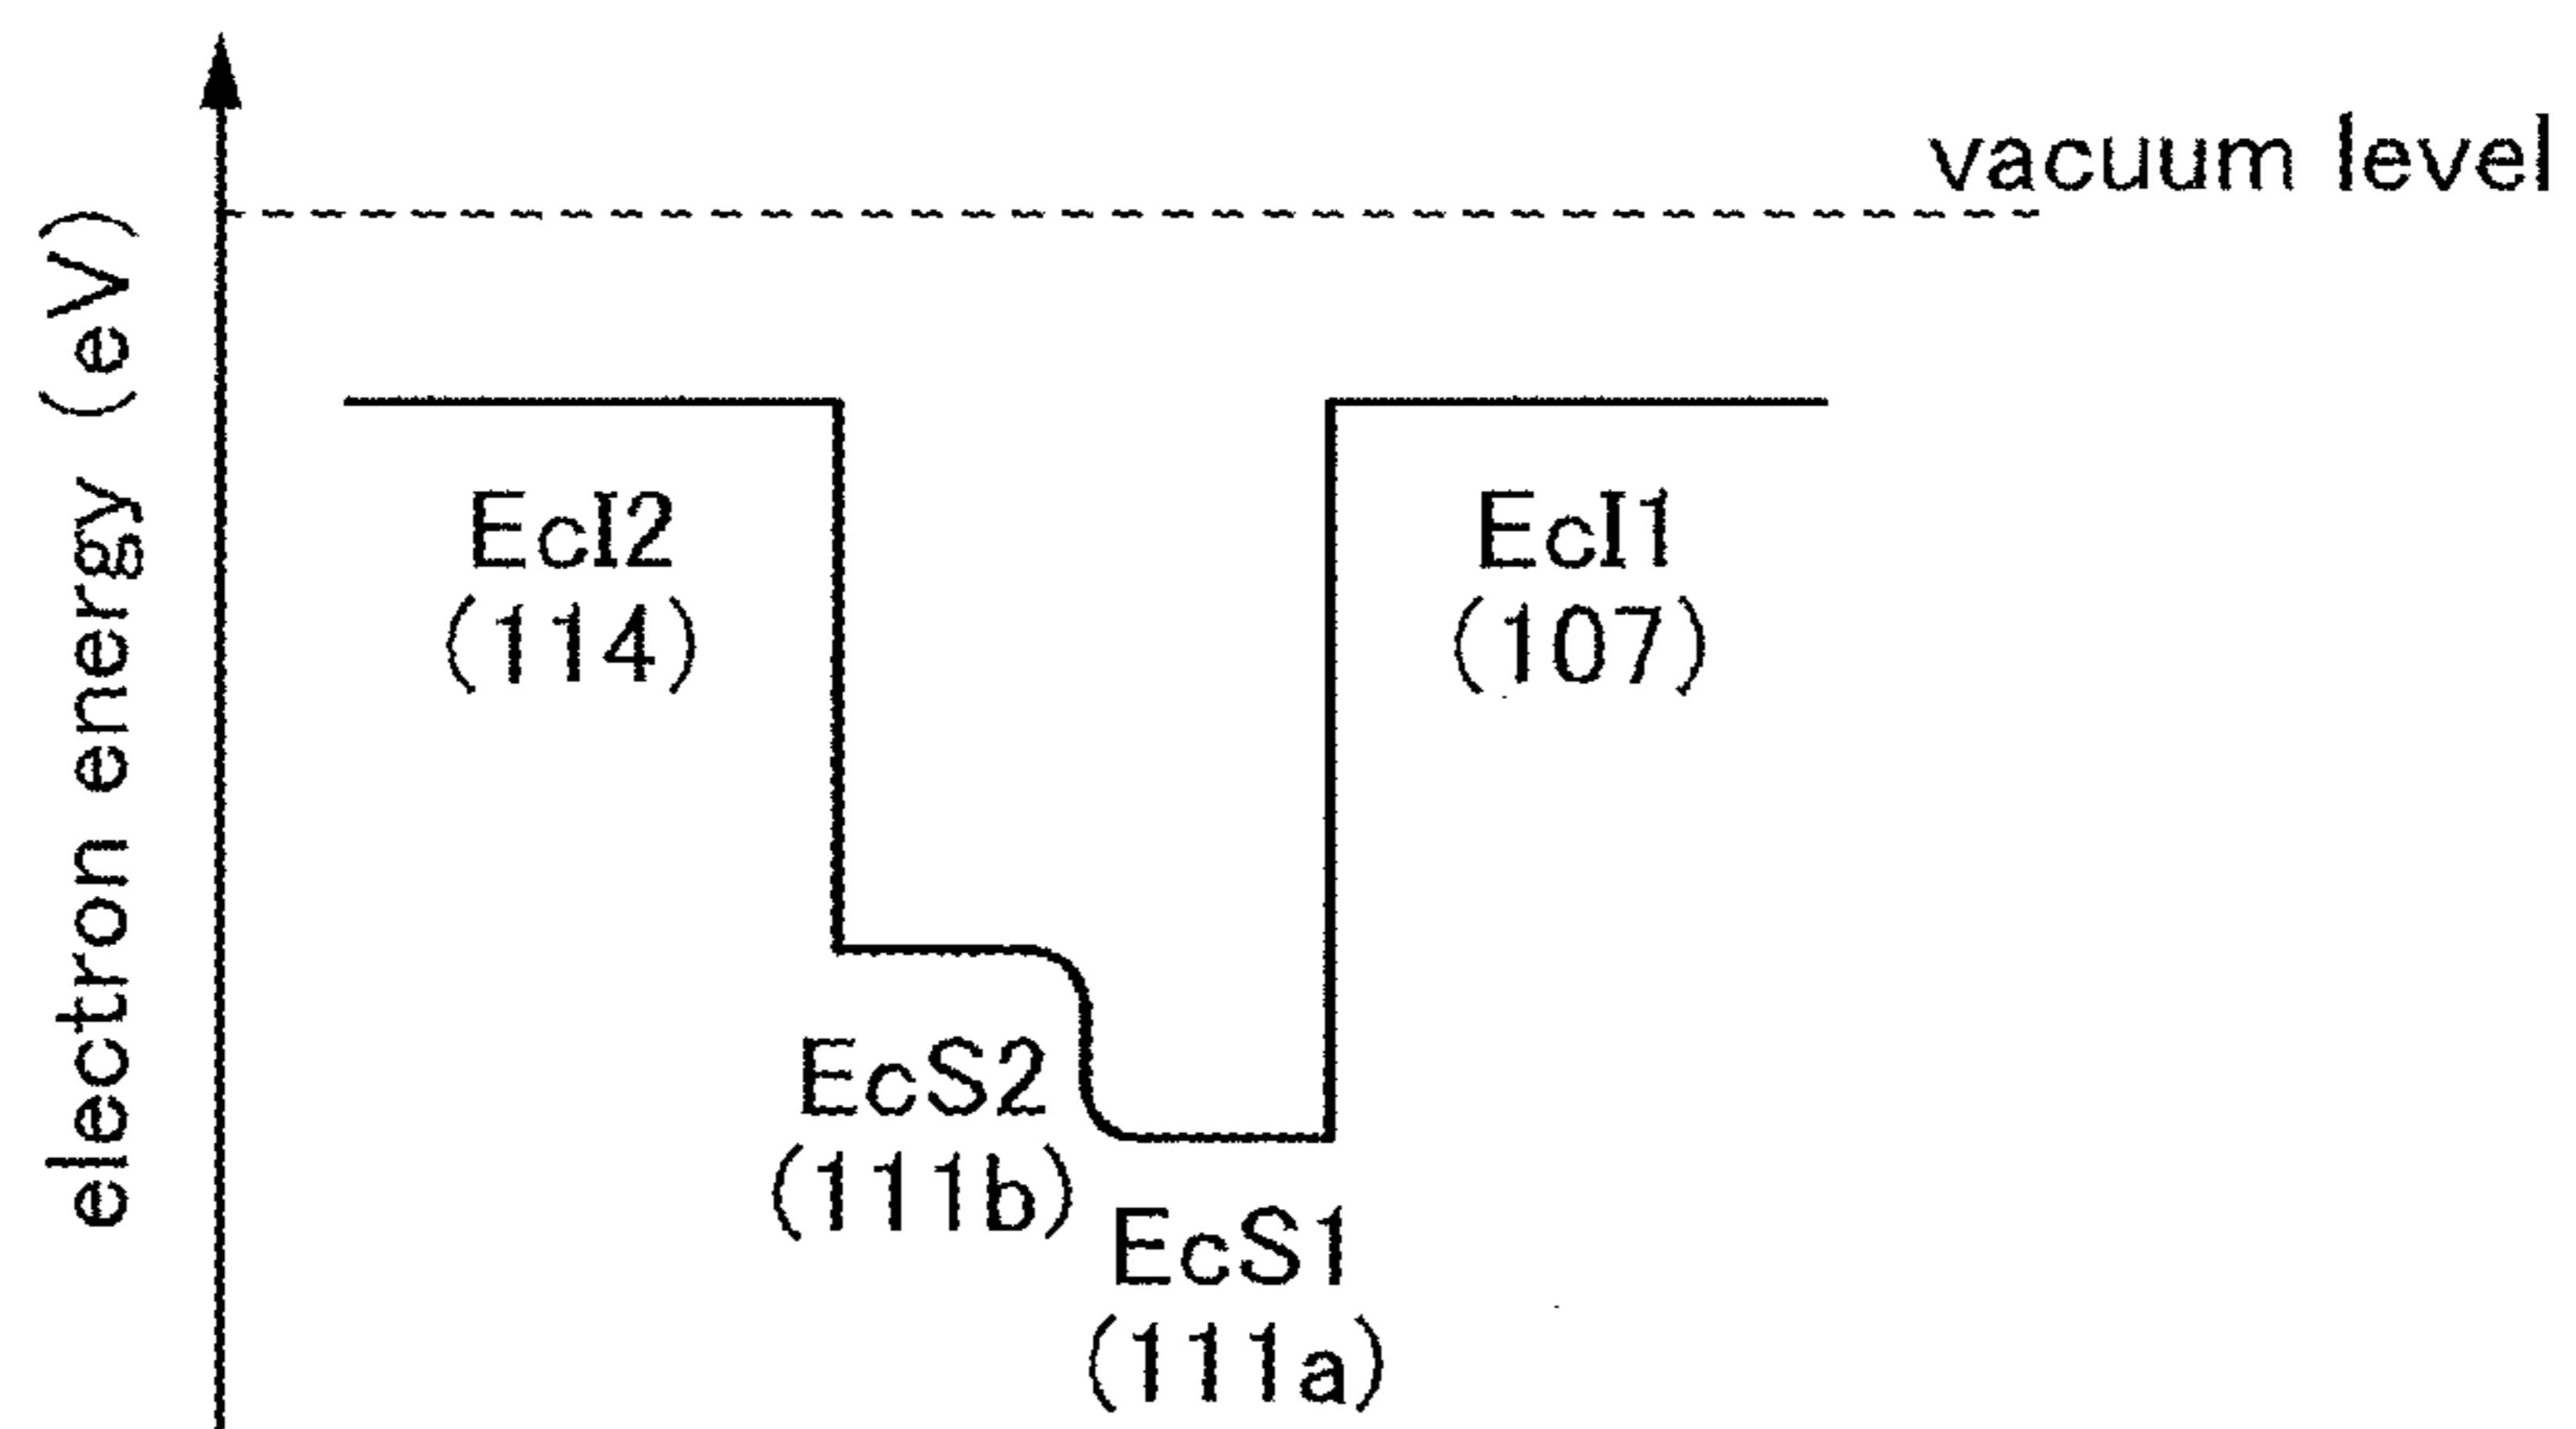 electron energy (eV)
vacuum level
EcI2
(114)
EcI1
(107)
EcS2
(111b)
EcS1
(111a)